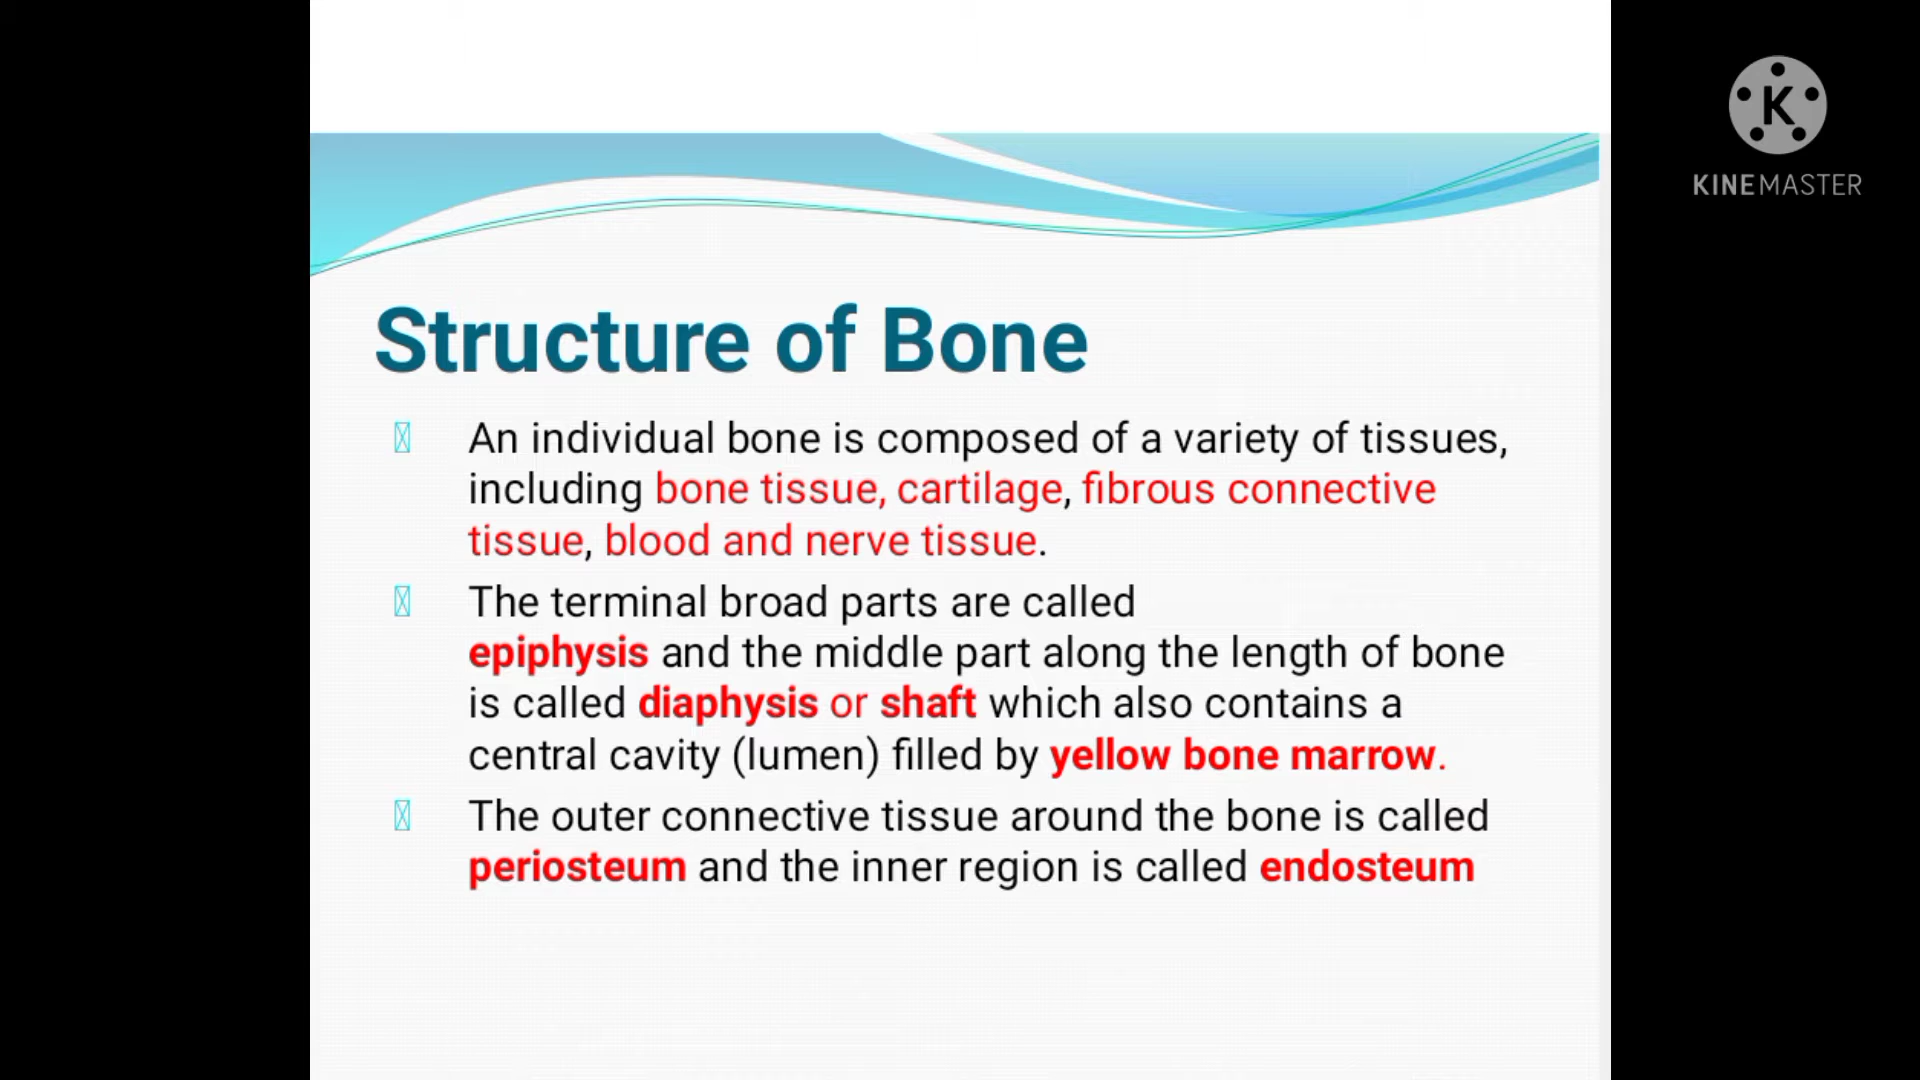 K
KINEMASTER
Structure of Bone
An individual bone is composed of a variety of tissues,
including bone tissue, cartilage, fibrous connective
tissue, blood and nerve tissue.
The terminal broad parts are called
epiphysis and the middle part along the length of bone
is called diaphysis or shaft which also contains a
central cavity (lumen) filled by yellow bone marrow.
The outer connective tissue around the bone is called
periosteum and the inner region is called endosteum